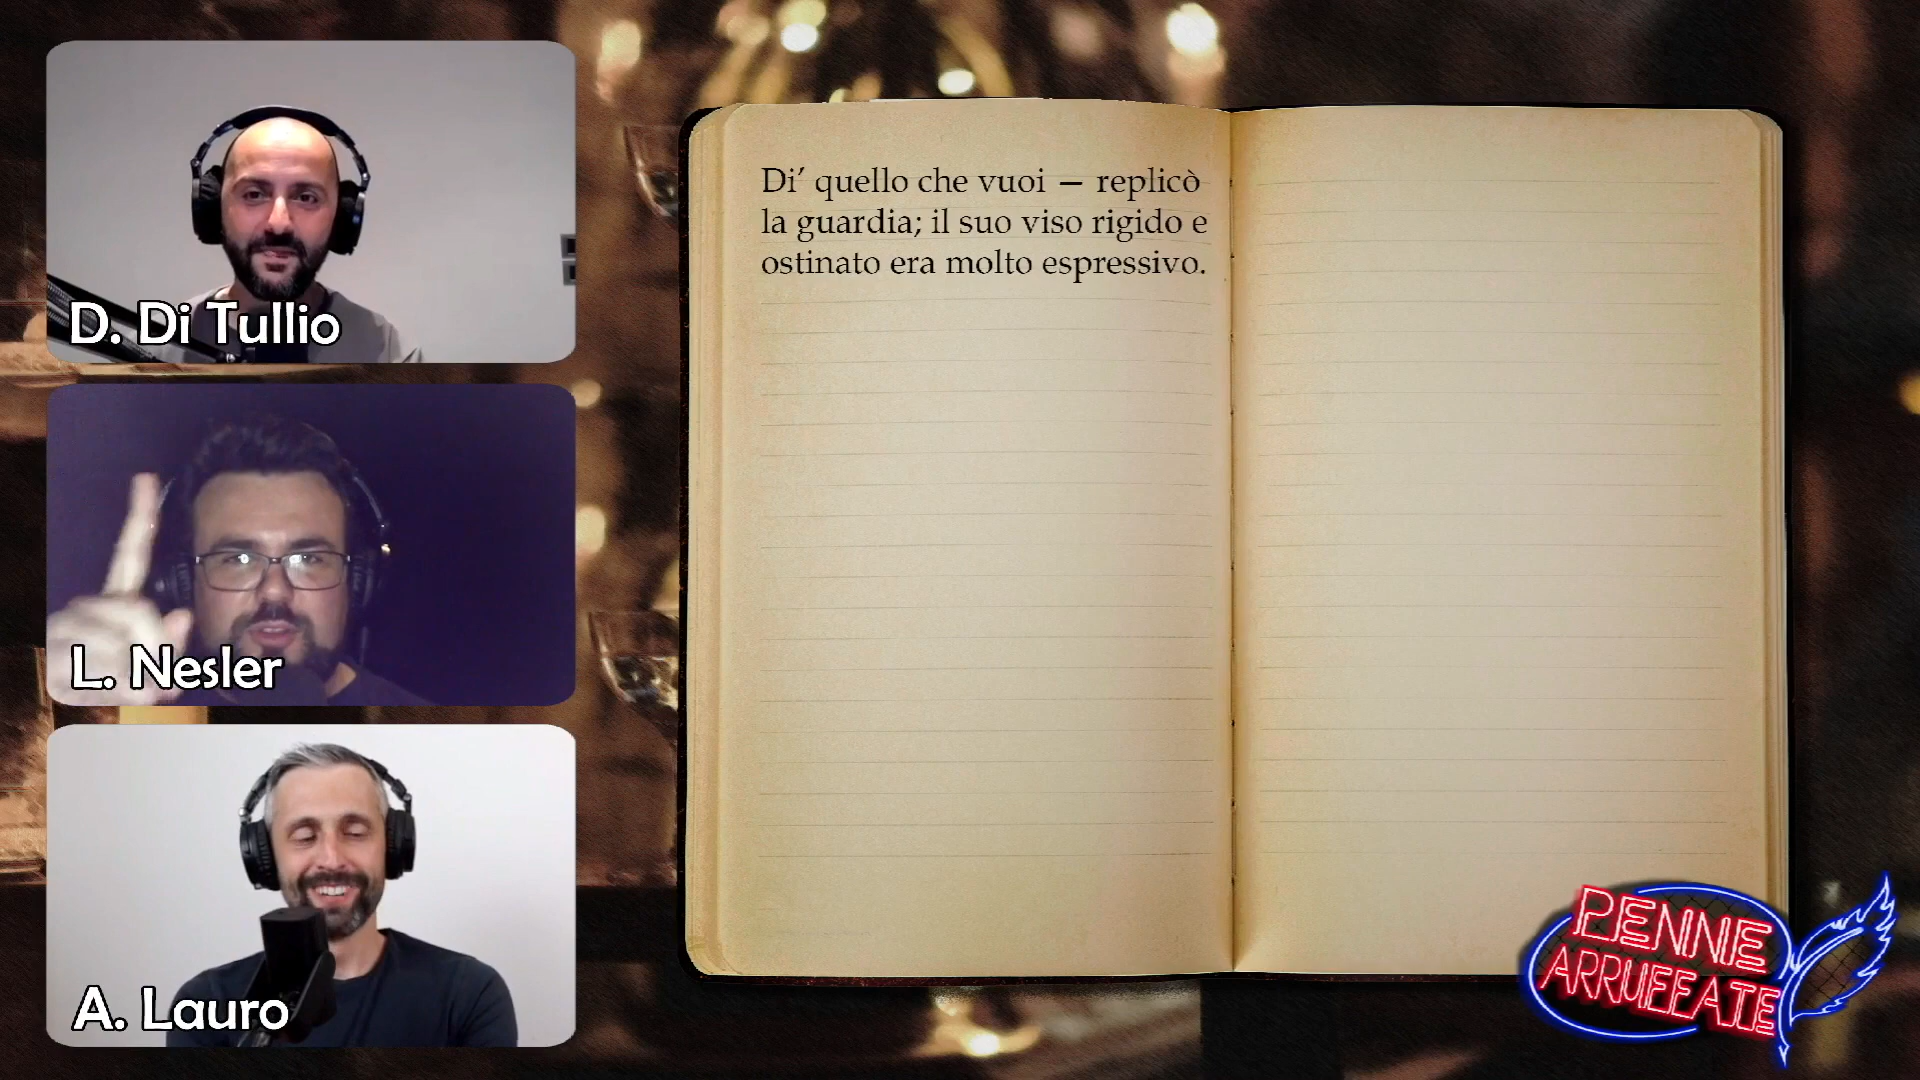 D. Di Tullio
L. Nesler
A. Lauro
Di’ quello che vuoi — replicò
la guardia; il suo viso rigido e
ostinato era molto espressivo.
PENNE
ARRUFFATE